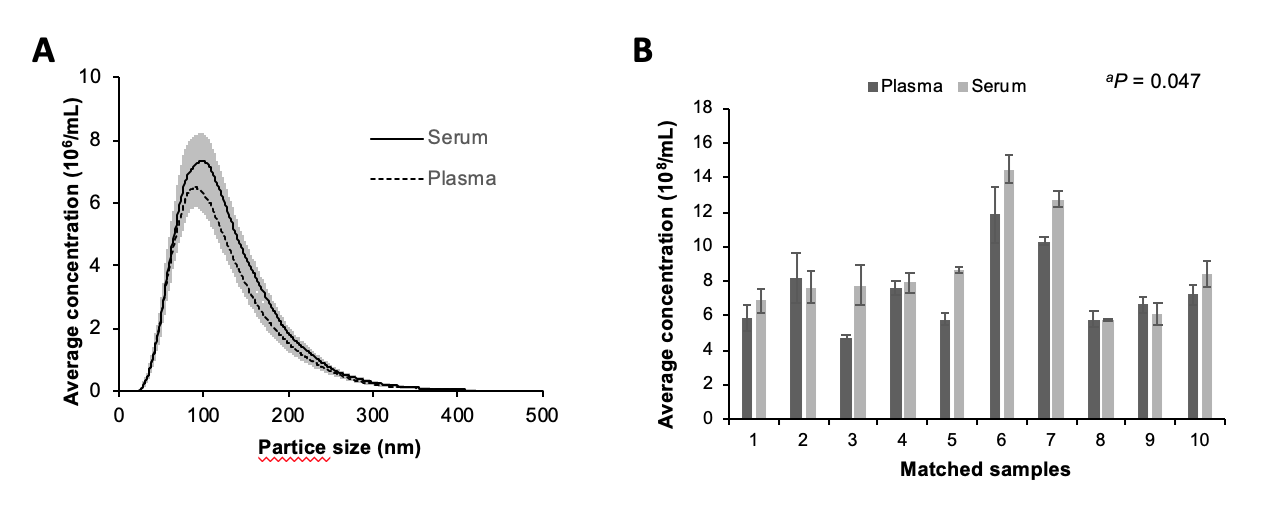 A
Average concentration (10⁶/mL)
10
8
6
4
2
0
0 100 200 300 400 500
Partice size (nm)
Serum
Plasma
B
Plasma Serum
ᵃP = 0.047
Average concentration (10⁸/mL)
18
16
14
12
10
8
6
4
2
0
1 2 3 4 5 6 7 8 9 10
Matched samples